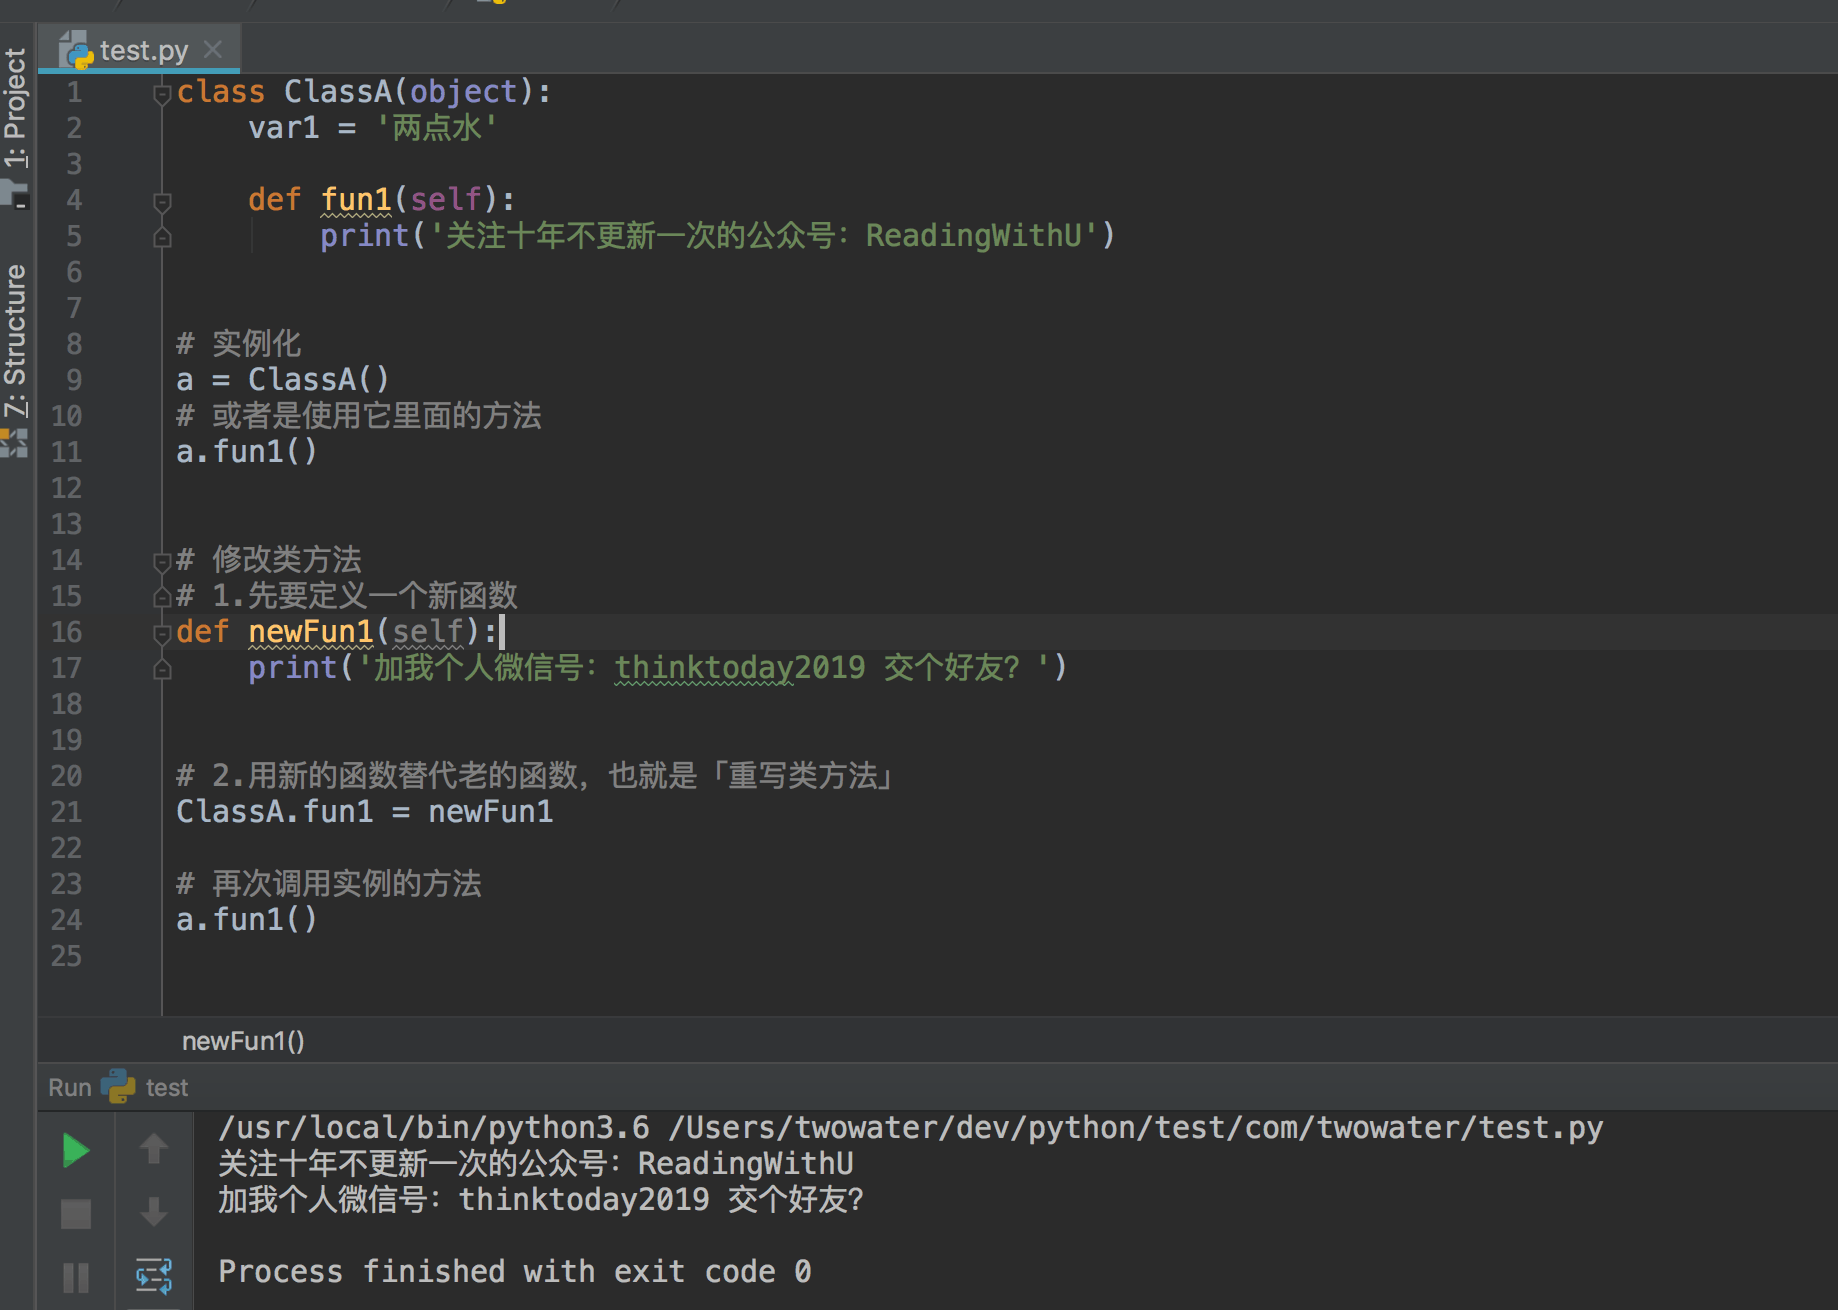 test.py
1: Project
7: Structure
1 class ClassA(object):
2 var1 = '两点水'
3
4 def fun1(self):
5 print('关注十年不更新一次的公众号：ReadingWithU')
6
7
8 # 实例化
9 a = ClassA()
10 # 或者是使用它里面的方法
11 a.fun1()
12
13
14 # 修改类方法
15 # 1.先要定义一个新函数
16 def newFun1(self):
17 print('加我个人微信号：thinktoday2019 交个好友？')
18
19
20 # 2.用新的函数替代老的函数，也就是「重写类方法」
21 ClassA.fun1 = newFun1
22
23 # 再次调用实例的方法
24 a.fun1()
25
newFun1()
Run test
/usr/local/bin/python3.6 /Users/twowater/dev/python/test/com/twowater/test.py
关注十年不更新一次的公众号：ReadingWithU
加我个人微信号：thinktoday2019 交个好友？
Process finished with exit code 0